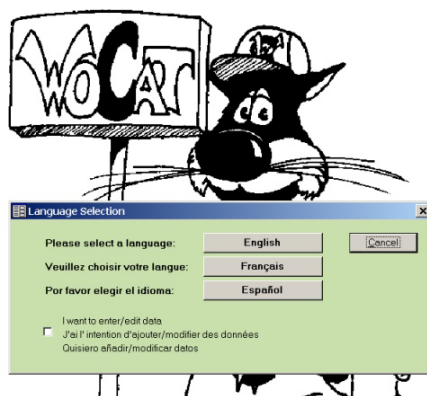 WOCAT
Language Selection
Please select a language: English Cancel
Veuillez choisir votre langue: Français
Por favor elegir el idioma: Español
I want to enter/edit data
J'ai l' intention d'ajouter/modifier des données
Quisiero añadir/modificar datos